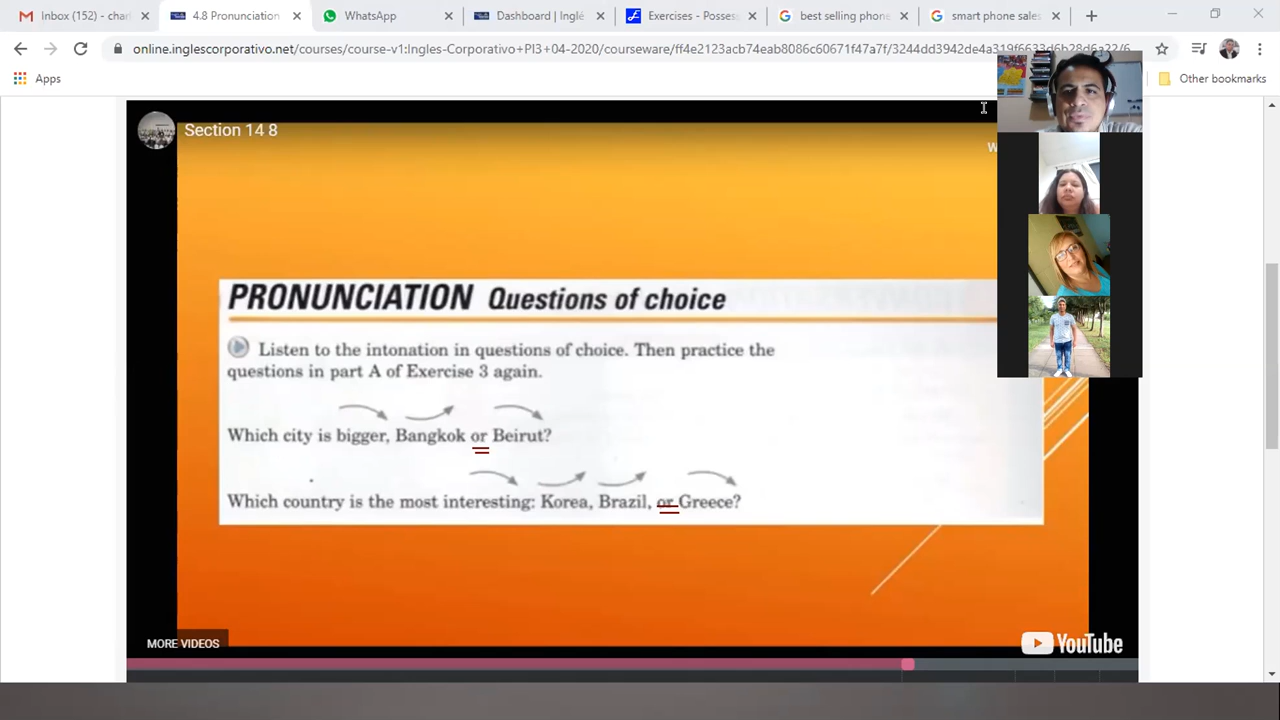 Inbox (152) - char
4.8 Pronunciation
WhatsApp
Dashboard | Inglé
Exercises - Possess
best selling phone
smart phone sales
online.inglescorporativo.net/courses/course-v1:Ingles-Corporativo+PI3+04-2020/courseware/ff4e2123acb74eab8086c60671f47a7f/3244dd3942de4a319f6633d6b28d6a22/6
Apps
Other bookmarks
Section 14 8
W
PRONUNCIATION Questions of choice
Listen to the intonation in questions of choice. Then practice the
questions in part A of Exercise 3 again.
Which city is bigger, Bangkok or Beirut?
Which country is the most interesting: Korea, Brazil, or Greece?
MORE VIDEOS
YouTube